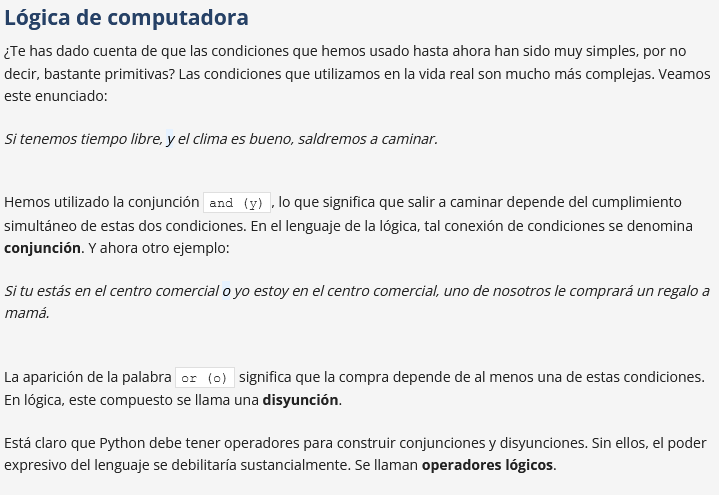 Lógica de computadora
¿Te has dado cuenta de que las condiciones que hemos usado hasta ahora han sido muy simples, por no
decir, bastante primitivas? Las condiciones que utilizamos en la vida real son mucho más complejas. Veamos
este enunciado:
Si tenemos tiempo libre, y el clima es bueno, saldremos a caminar.
Hemos utilizado la conjunción and (y) , lo que significa que salir a caminar depende del cumplimiento
simultáneo de estas dos condiciones. En el lenguaje de la lógica, tal conexión de condiciones se denomina
conjunción. Y ahora otro ejemplo:
Si tu estás en el centro comercial o yo estoy en el centro comercial, uno de nosotros le comprará un regalo a
mamá.
La aparición de la palabra or (o) significa que la compra depende de al menos una de estas condiciones.
En lógica, este compuesto se llama una disyunción.
Está claro que Python debe tener operadores para construir conjunciones y disyunciones. Sin ellos, el poder
expresivo del lenguaje se debilitaría sustancialmente. Se llaman operadores lógicos.